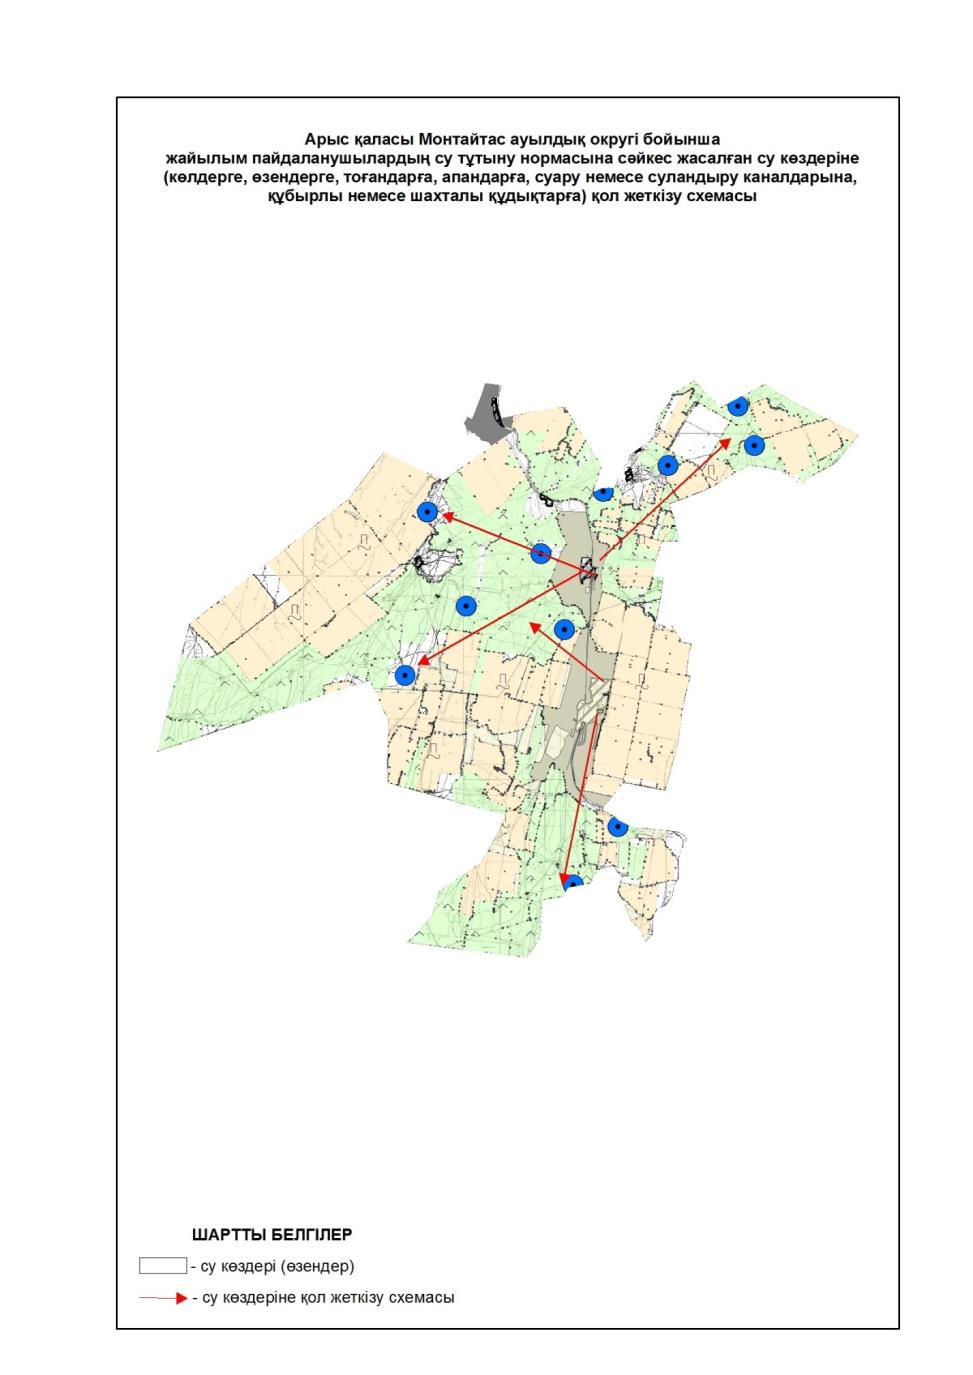 Арыс қаласы Монтайтас ауылдық округі бойынша
жайылым пайдаланушылардың су тұтыну нормасына сәйкес жасалған су көздеріне
(көлдерге, өзендерге, тоғандарға, апандарға, суару немесе суландыру каналдарына,
құбырлы немесе шахталы құдықтарға) қол жеткізу схемасы
ШАРТТЫ БЕЛГІЛЕР
- су көздері (өзендер)
- су көздеріне қол жеткізу схемасы